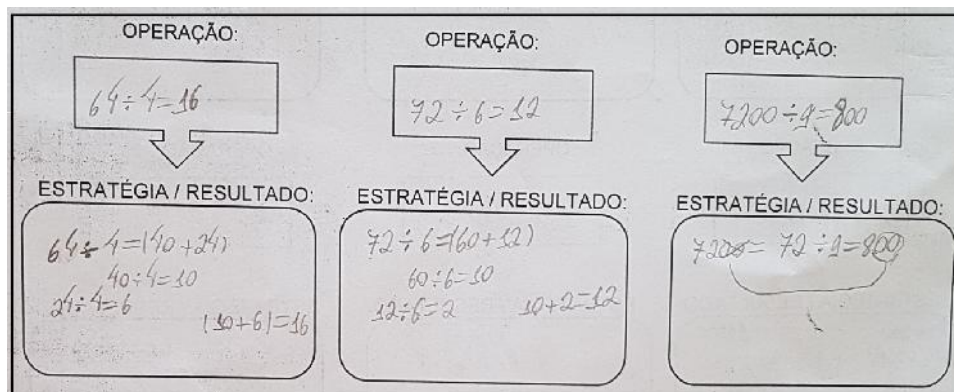 OPERAÇÃO:
64÷4=16
ESTRATÉGIA / RESULTADO:
64÷4=(40+24)
40÷4=10
24÷4=6
(10+6)=16
OPERAÇÃO:
72÷6=12
ESTRATÉGIA / RESULTADO:
72÷6=(60+12)
60÷6=10
12÷6=2 10+2=12
OPERAÇÃO:
7200÷9=800
ESTRATÉGIA / RESULTADO:
7200= 72÷9=800